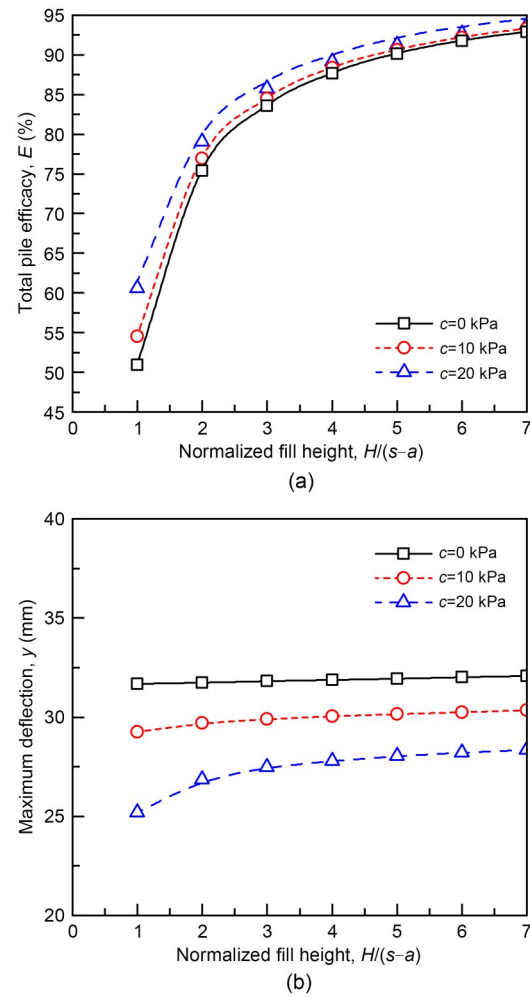 95
90
85
80
75
70
65
60
55
50
45
Total pile efficacy, E (%)
c=0 kPa
c=10 kPa
c=20 kPa
0 1 2 3 4 5 6 7
Normalized fill height, H/(s–a)
(a)
40
35
30
25
20
Maximum deflection, y (mm)
c=0 kPa
c=10 kPa
c=20 kPa
0 1 2 3 4 5 6 7
Normalized fill height, H/(s–a)
(b)